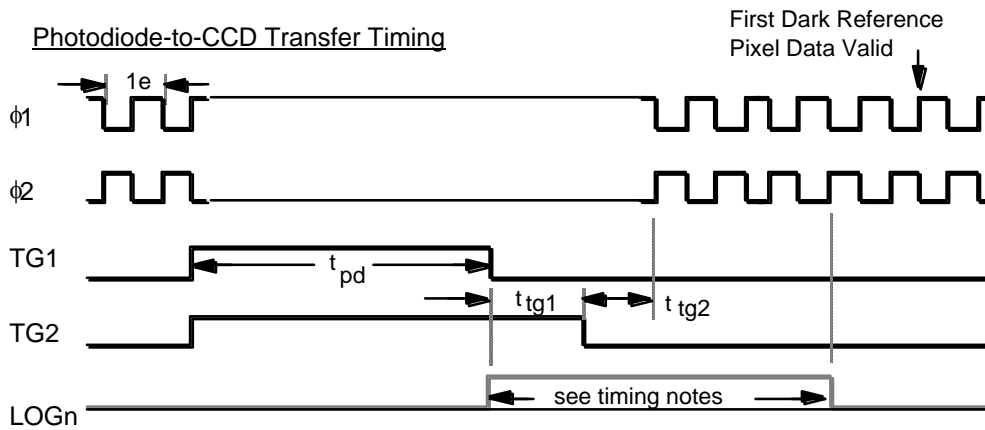 First Dark Reference
Pixel Data Valid
Photodiode-to-CCD Transfer Timing
1e
ϕ1
ϕ2
TG1
t pd
t tg1
t tg2
TG2
see timing notes
LOGn